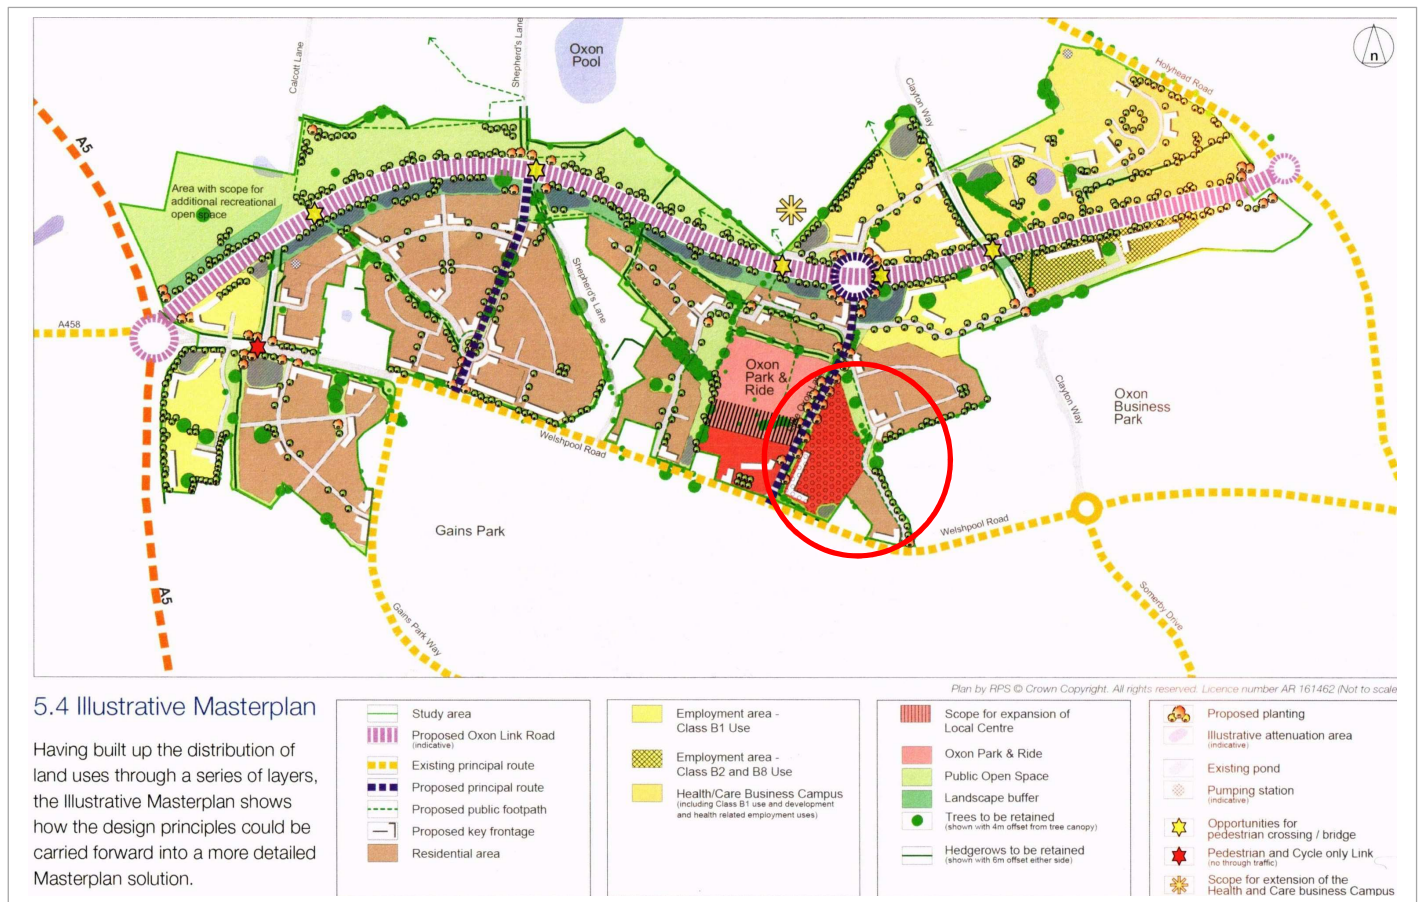 Calcott Lane
Shepherd's Lane
Oxon
Pool
Clayton Way
Holyhead Road
n
A5
Area with scope for
additional recreational
open space
A458
Shepherd's Lane
Oxon
Park &
Ride
Clayton Way
Oxon
Business
Park
Welshpool Road
Gains Park
Welshpool Road
A5
Gains Park Way
Somerby Drive
Plan by RPS © Crown Copyright. All rights reserved. Licence number AR 161462 (Not to scale
5.4 Illustrative Masterplan
Having built up the distribution of
land uses through a series of layers,
the Illustrative Masterplan shows
how the design principles could be
carried forward into a more detailed
Masterplan solution.
Study area
Proposed Oxon Link Road
(indicative)
Existing principal route
Proposed principal route
Proposed public footpath
Proposed key frontage
Residential area
Employment area -
Class B1 Use
Employment area -
Class B2 and B8 Use
Health/Care Business Campus
(including Class B1 use and development
and health related employment uses)
Scope for expansion of
Local Centre
Oxon Park & Ride
Public Open Space
Landscape buffer
Trees to be retained
(shown with 4m offset from tree canopy)
Hedgerows to be retained
(shown with 6m offset either side)
Proposed planting
Illustrative attenuation area
(indicative)
Existing pond
Pumping station
(indicative)
Opportunities for
pedestrian crossing / bridge
Pedestrian and Cycle only Link
(no through traffic)
Scope for extension of the
Health and Care business Campus